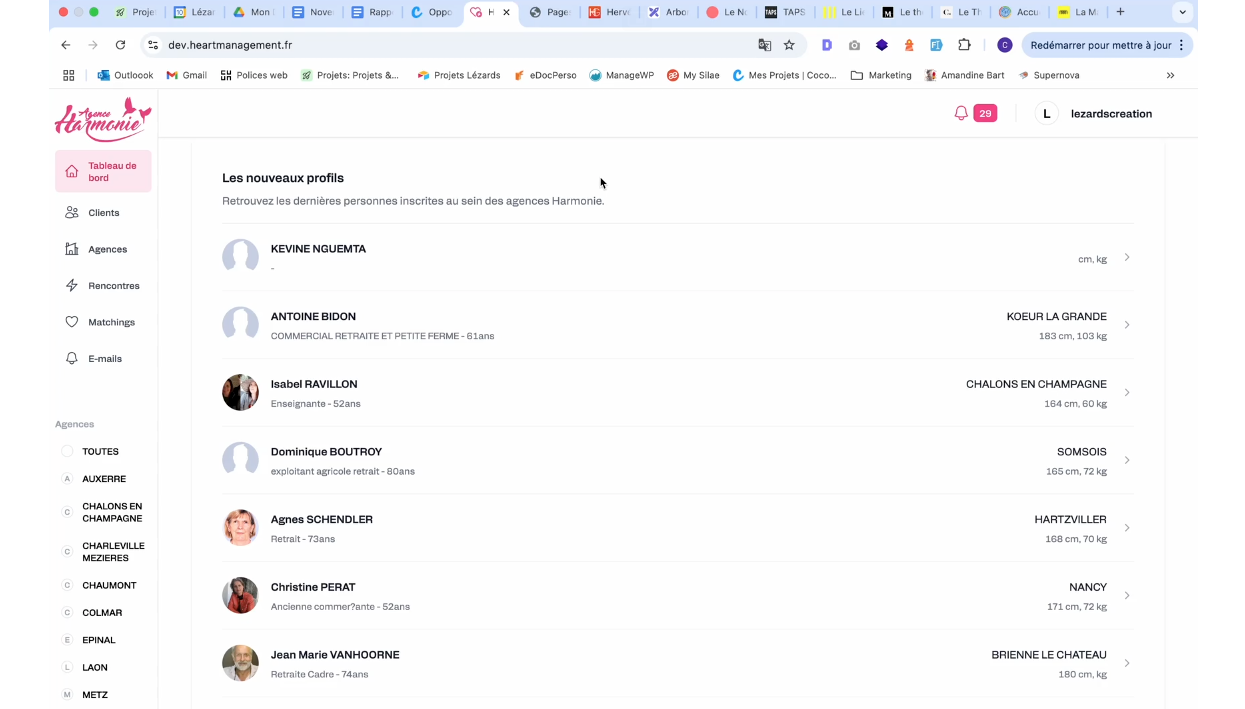 Proje
Lézar
Mon D
Nove
Rapp
Oppo
H
Page
Hervé
Arbor
Le No
TAPS
Le Lie
Le th
Le Th
Accu
La Ma
dev.heartmanagement.fr
Redémarrer pour mettre à jour
Outloook
Gmail
Polices web
Projets: Projets &...
Projets Lézards
eDocPerso
ManageWP
My Silae
Mes Projets | Coco...
Marketing
Amandine Bart
Supernova
Agence
Harmonie
29
L
lezardscreation
Tableau de
bord
Clients
Agences
Rencontres
Matchings
E-mails
Agences
TOUTES
A AUXERRE
C CHALONS EN
CHAMPAGNE
C CHARLEVILLE
MEZIERES
C CHAUMONT
C COLMAR
E EPINAL
L LAON
M METZ
Les nouveaux profils
Retrouvez les dernières personnes inscrites au sein des agences Harmonie.
KEVINE NGUEMTA
-
cm, kg
ANTOINE BIDON
COMMERCIAL RETRAITE ET PETITE FERME - 61ans
KOEUR LA GRANDE
183 cm, 103 kg
Isabel RAVILLON
Enseignante - 52ans
CHALONS EN CHAMPAGNE
164 cm, 60 kg
Dominique BOUTROY
exploitant agricole retrait - 80ans
SOMSOIS
165 cm, 72 kg
Agnes SCHENDLER
Retrait - 73ans
HARTZVILLER
168 cm, 70 kg
Christine PERAT
Ancienne commer?ante - 52ans
NANCY
171 cm, 72 kg
Jean Marie VANHOORNE
Retraite Cadre - 74ans
BRIENNE LE CHATEAU
180 cm, kg